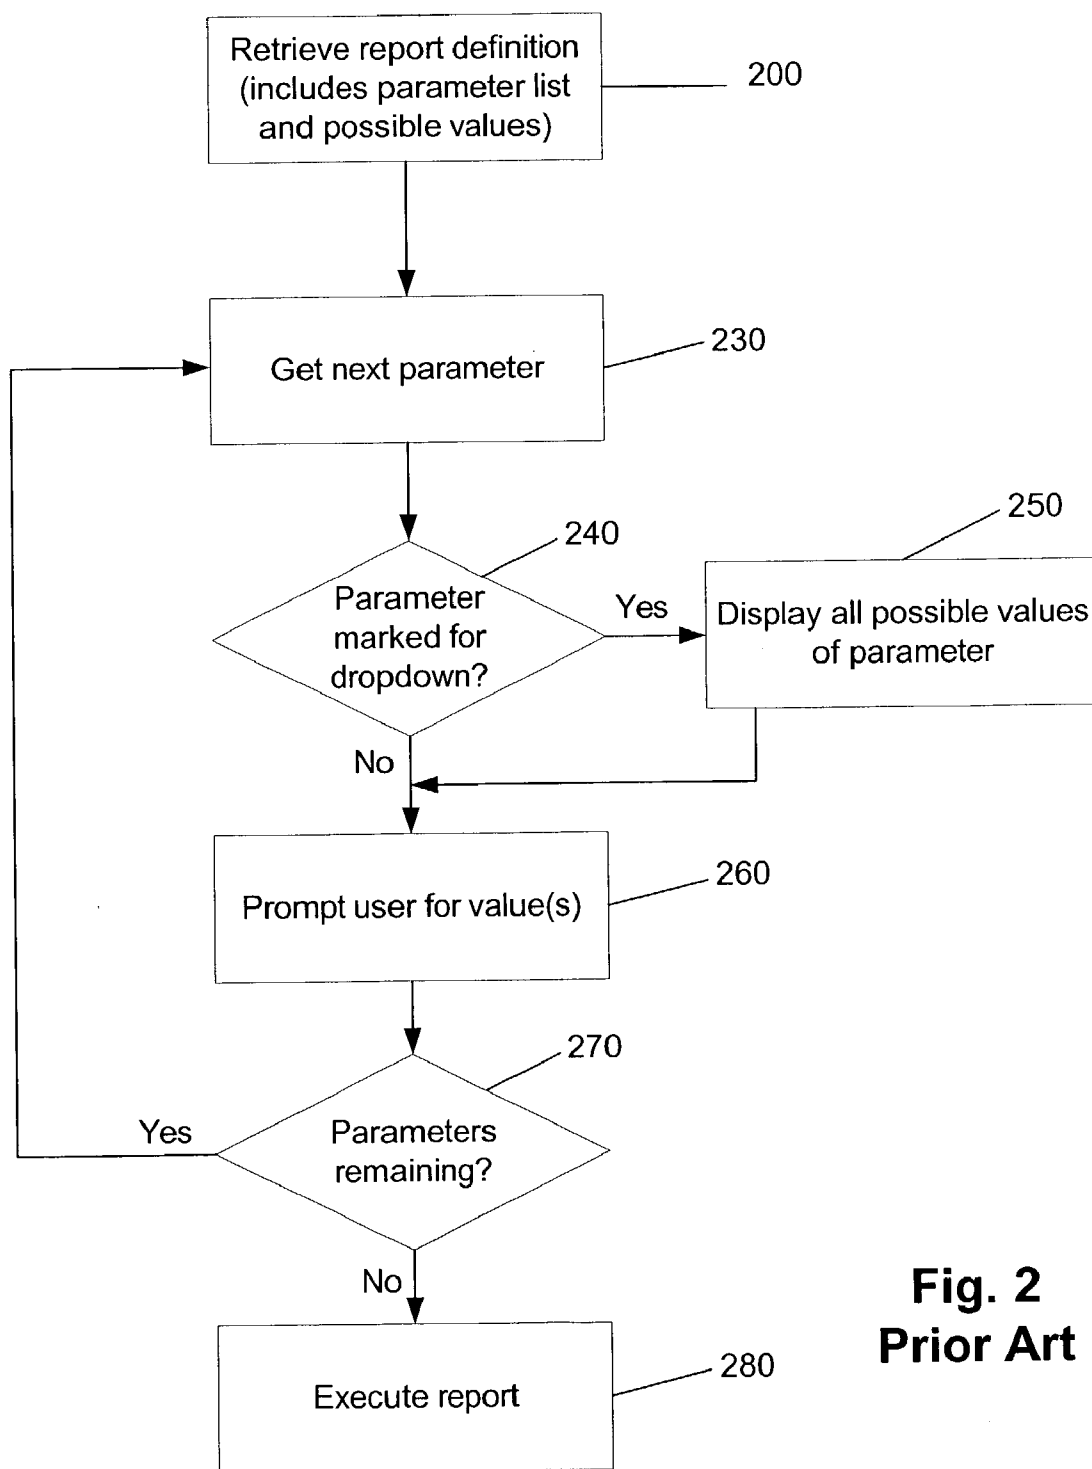 Retrieve report definition
(includes parameter list
and possible values)
200
Get next parameter
230
240
250
Parameter
marked for
dropdown?
Yes
Display all possible values
of parameter
No
Prompt user for value(s)
260
270
Yes
Parameters
remaining?
No
Execute report
280
Fig. 2
Prior Art